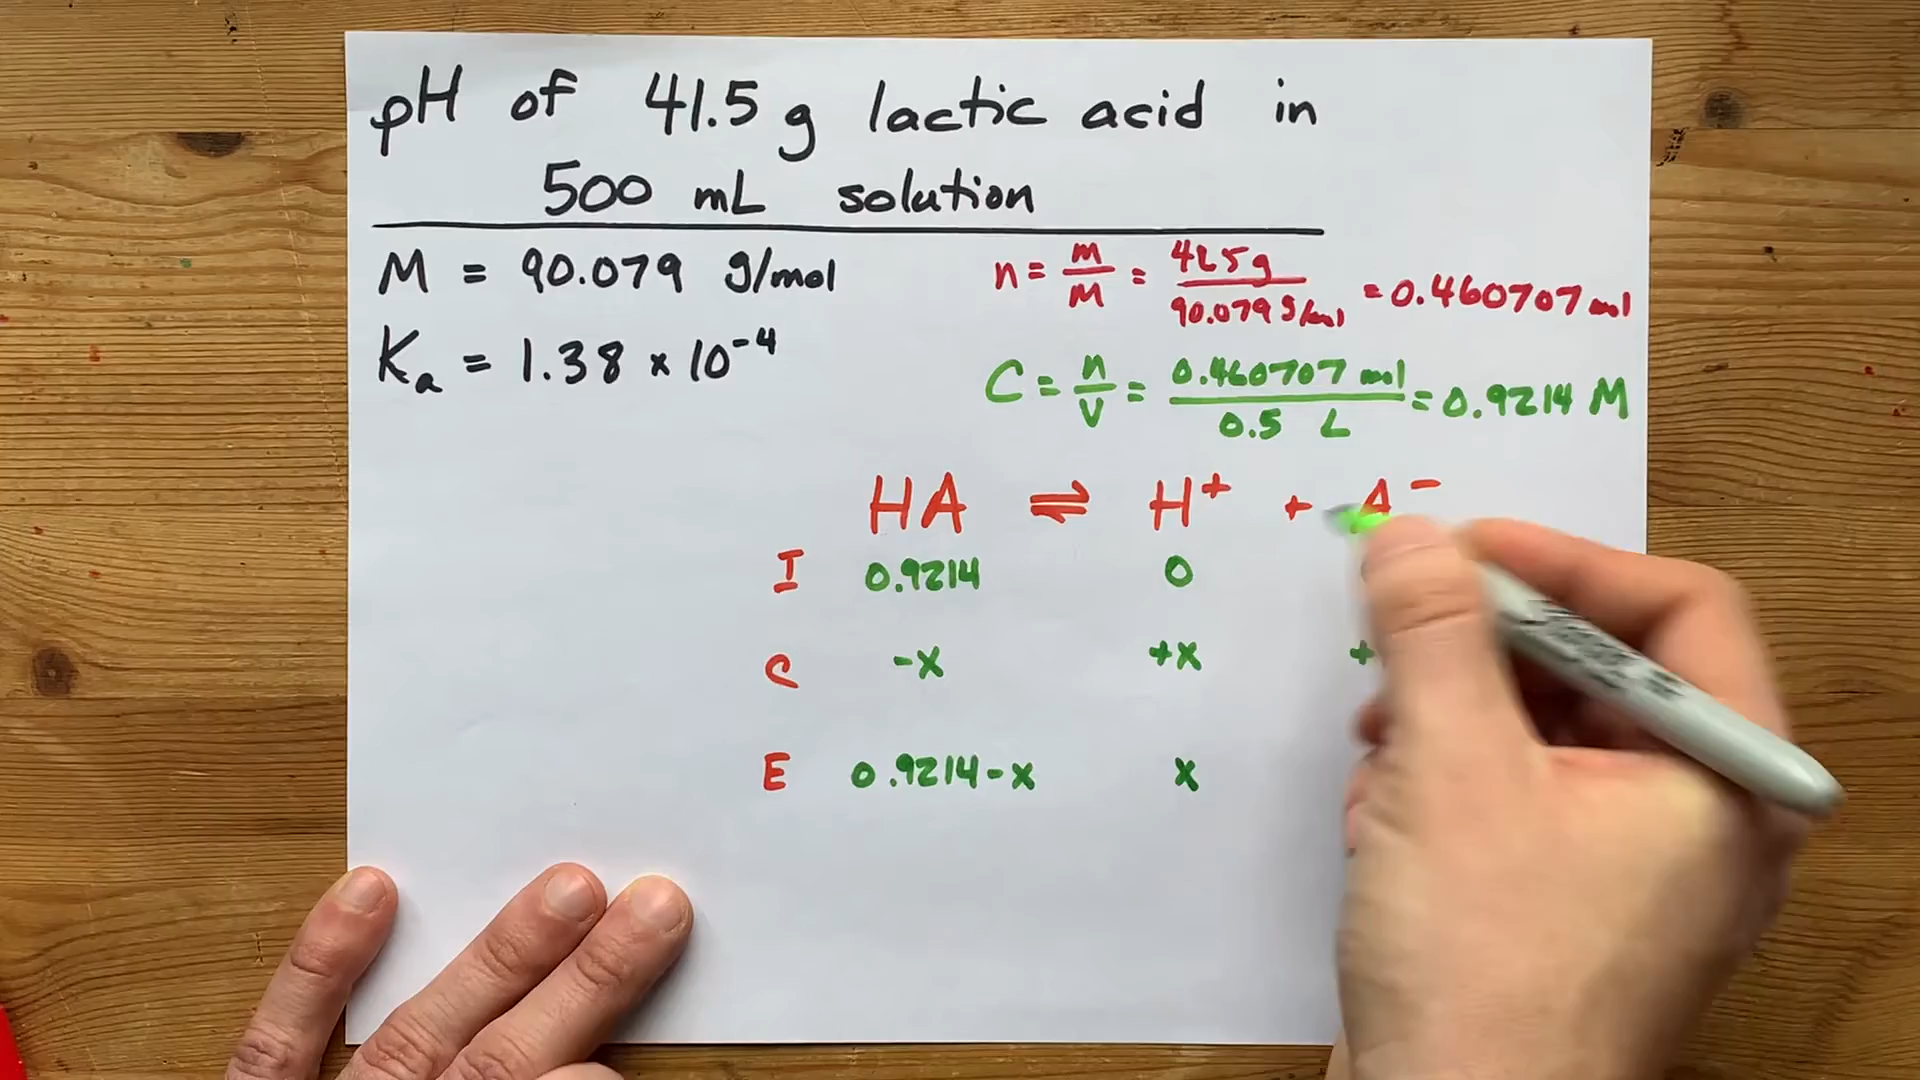 pH of 41.5 g lactic acid in
500 mL solution
M = 90.079 g/mol
Ka = 1.38 × 10⁻⁴
n = m/M = 41.5g / 90.079 g/mol = 0.460707 mol
C = n/V = 0.460707 mol / 0.5 L = 0.9214 M
HA ⇌ H⁺ + A⁻
I 0.9214 0
C -x +x +
E 0.9214-x x